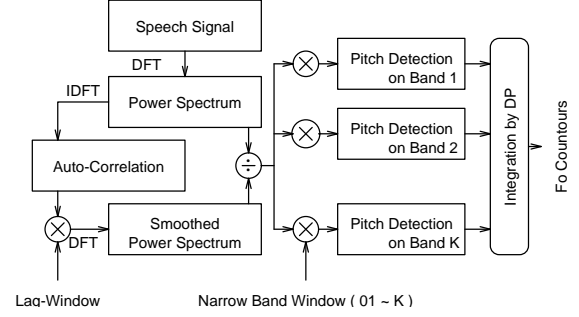 Speech Signal
DFT
IDFT
Power Spectrum
Auto-Correlation
DFT
Smoothed
Power Spectrum
Lag-Window
Narrow Band Window ( 01 ~ K )
Pitch Detection
on Band 1
Pitch Detection
on Band 2
Pitch Detection
on Band K
Integration by DP
Fo Countours